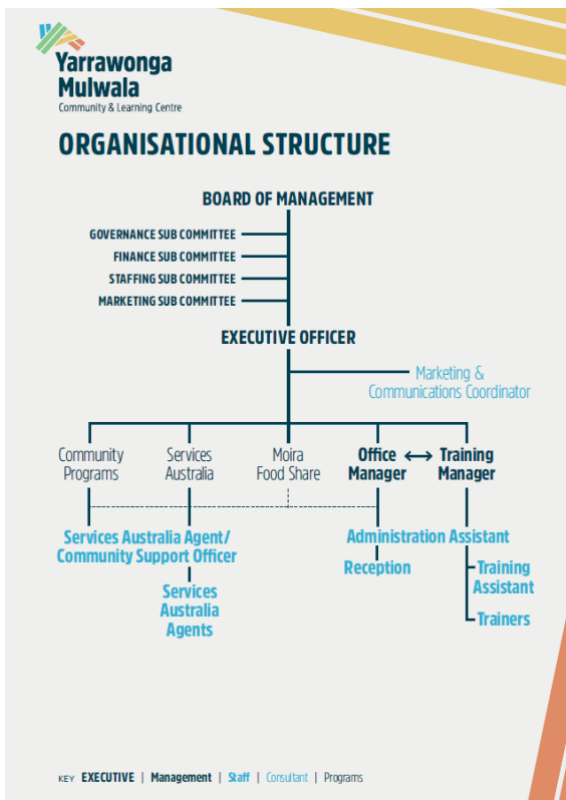 Yarrawonga
Mulwala
Community & Learning Centre
ORGANISATIONAL STRUCTURE
BOARD OF MANAGEMENT
GOVERNANCE SUB COMMITTEE
FINANCE SUB COMMITTEE
STAFFING SUB COMMITTEE
MARKETING SUB COMMITTEE
EXECUTIVE OFFICER
Marketing &
Communications Coordinator
Community
Programs
Services
Australia
Moira
Food Share
Office
Manager
Training
Manager
Services Australia Agent/
Community Support Officer
Services
Australia
Agents
Administration Assistant
Reception
Training
Assistant
Trainers
KEY EXECUTIVE | Management | Staff | Consultant | Programs